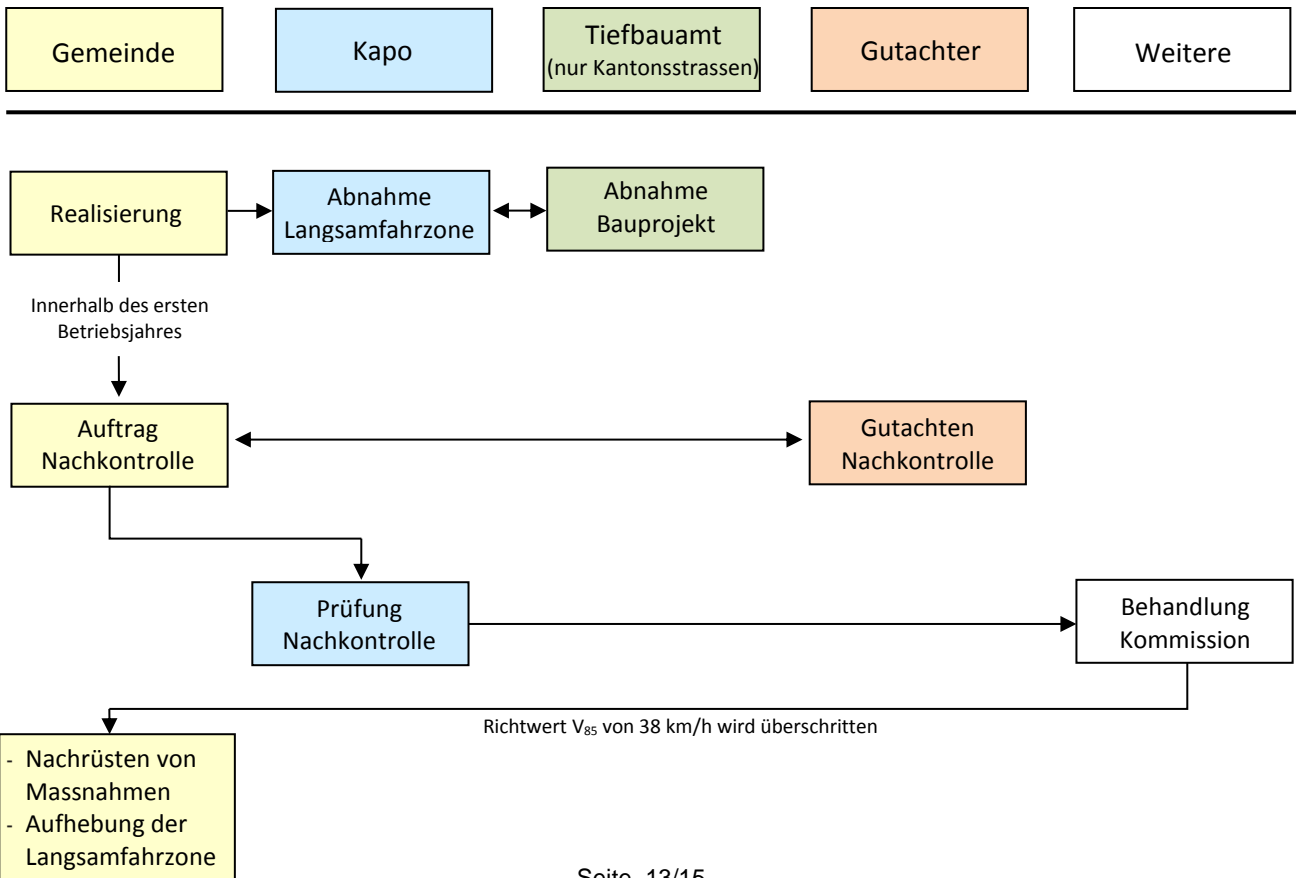 Gemeinde
Kapo
Tiefbauamt
(nur Kantonsstrassen)
Gutachter
Weitere
Realisierung
Abnahme
Langsamfahrzone
Abnahme
Bauprojekt
Innerhalb des ersten
Betriebsjahres
Auftrag
Nachkontrolle
Gutachten
Nachkontrolle
Prüfung
Nachkontrolle
Behandlung
Kommission
Richtwert V₈₅ von 38 km/h wird überschritten
- Nachrüsten von
Massnahmen
- Aufhebung der
Langsamfahrzone
Seite 13/15